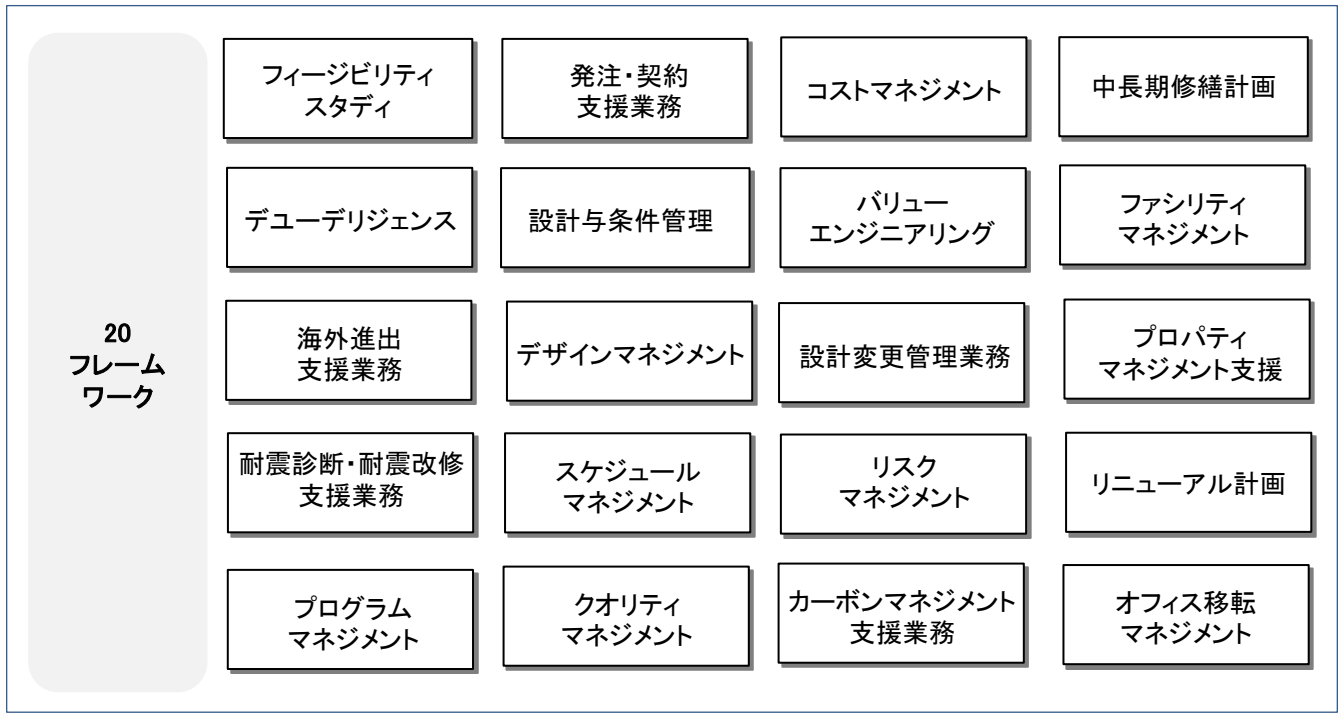 20
フレーム
ワーク
フィージビリティ
スタディ
発注・契約
支援業務
コストマネジメント
中長期修繕計画
デューデリジェンス
設計与条件管理
バリュー
エンジニアリング
ファシリティ
マネジメント
海外進出
支援業務
デザインマネジメント
設計変更管理業務
プロパティ
マネジメント支援
耐震診断・耐震改修
支援業務
スケジュール
マネジメント
リスク
マネジメント
リニューアル計画
プログラム
マネジメント
クオリティ
マネジメント
カーボンマネジメント
支援業務
オフィス移転
マネジメント